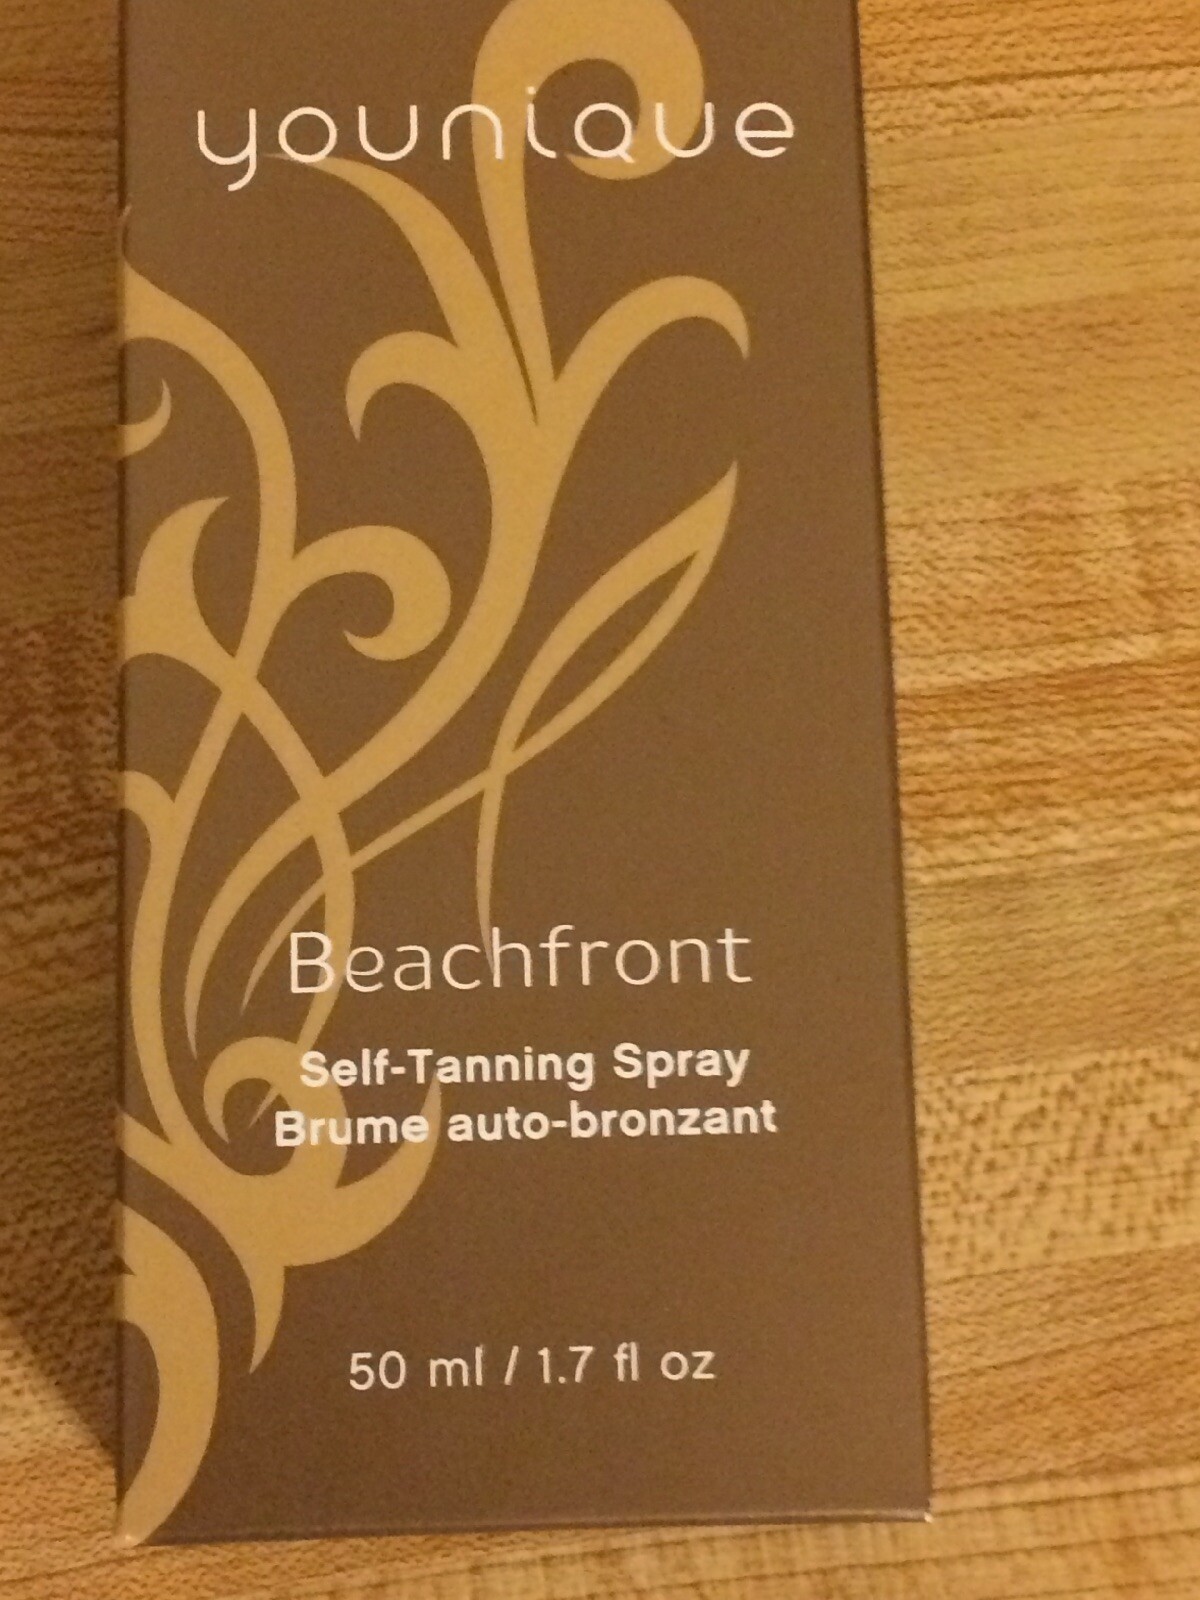 younique
Beachfront
Self-Tanning Spray
Brume auto-bronzant
50 ml / 1.7 fl oz